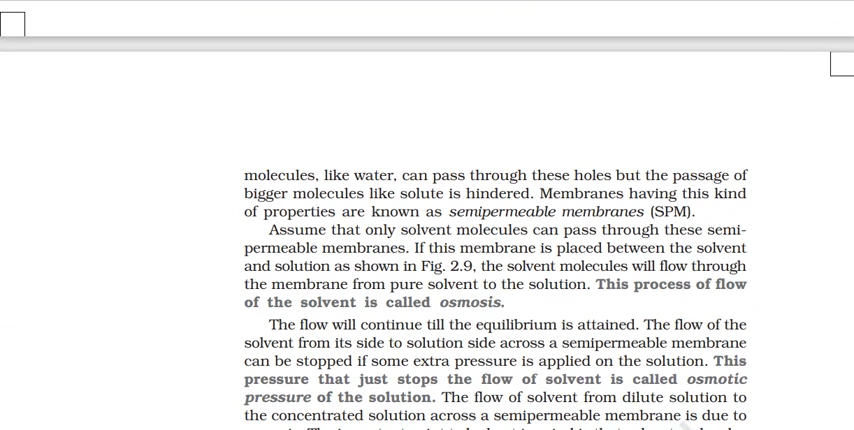 molecules, like water, can pass through these holes but the passage of
bigger molecules like solute is hindered. Membranes having this kind
of properties are known as semipermeable membranes (SPM).
Assume that only solvent molecules can pass through these semi-
permeable membranes. If this membrane is placed between the solvent
and solution as shown in Fig. 2.9, the solvent molecules will flow through
the membrane from pure solvent to the solution. This process of flow
of the solvent is called osmosis.
The flow will continue till the equilibrium is attained. The flow of the
solvent from its side to solution side across a semipermeable membrane
can be stopped if some extra pressure is applied on the solution. This
pressure that just stops the flow of solvent is called osmotic
pressure of the solution. The flow of solvent from dilute solution to
the concentrated solution across a semipermeable membrane is due to